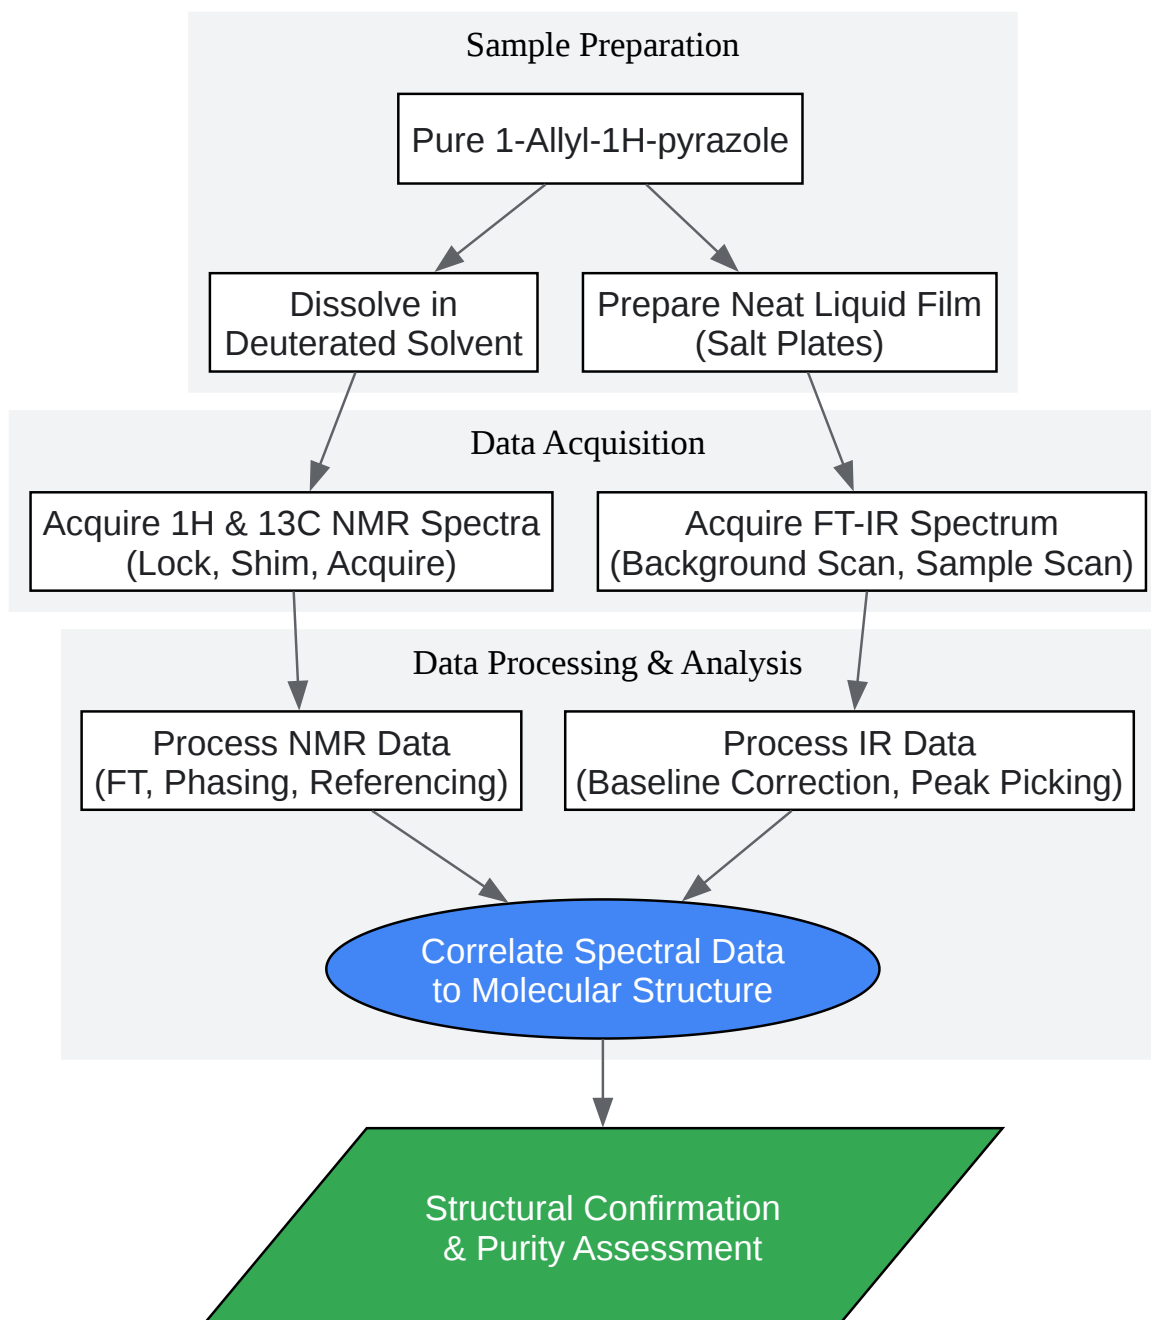 Sample Preparation
Pure 1-Allyl-1H-pyrazole
Dissolve in
Deuterated Solvent
Prepare Neat Liquid Film
(Salt Plates)
Data Acquisition
Acquire 1H & 13C NMR Spectra
(Lock, Shim, Acquire)
Acquire FT-IR Spectrum
(Background Scan, Sample Scan)
Data Processing & Analysis
Process NMR Data
(FT, Phasing, Referencing)
Process IR Data
(Baseline Correction, Peak Picking)
Correlate Spectral Data
to Molecular Structure
Structural Confirmation
& Purity Assessment